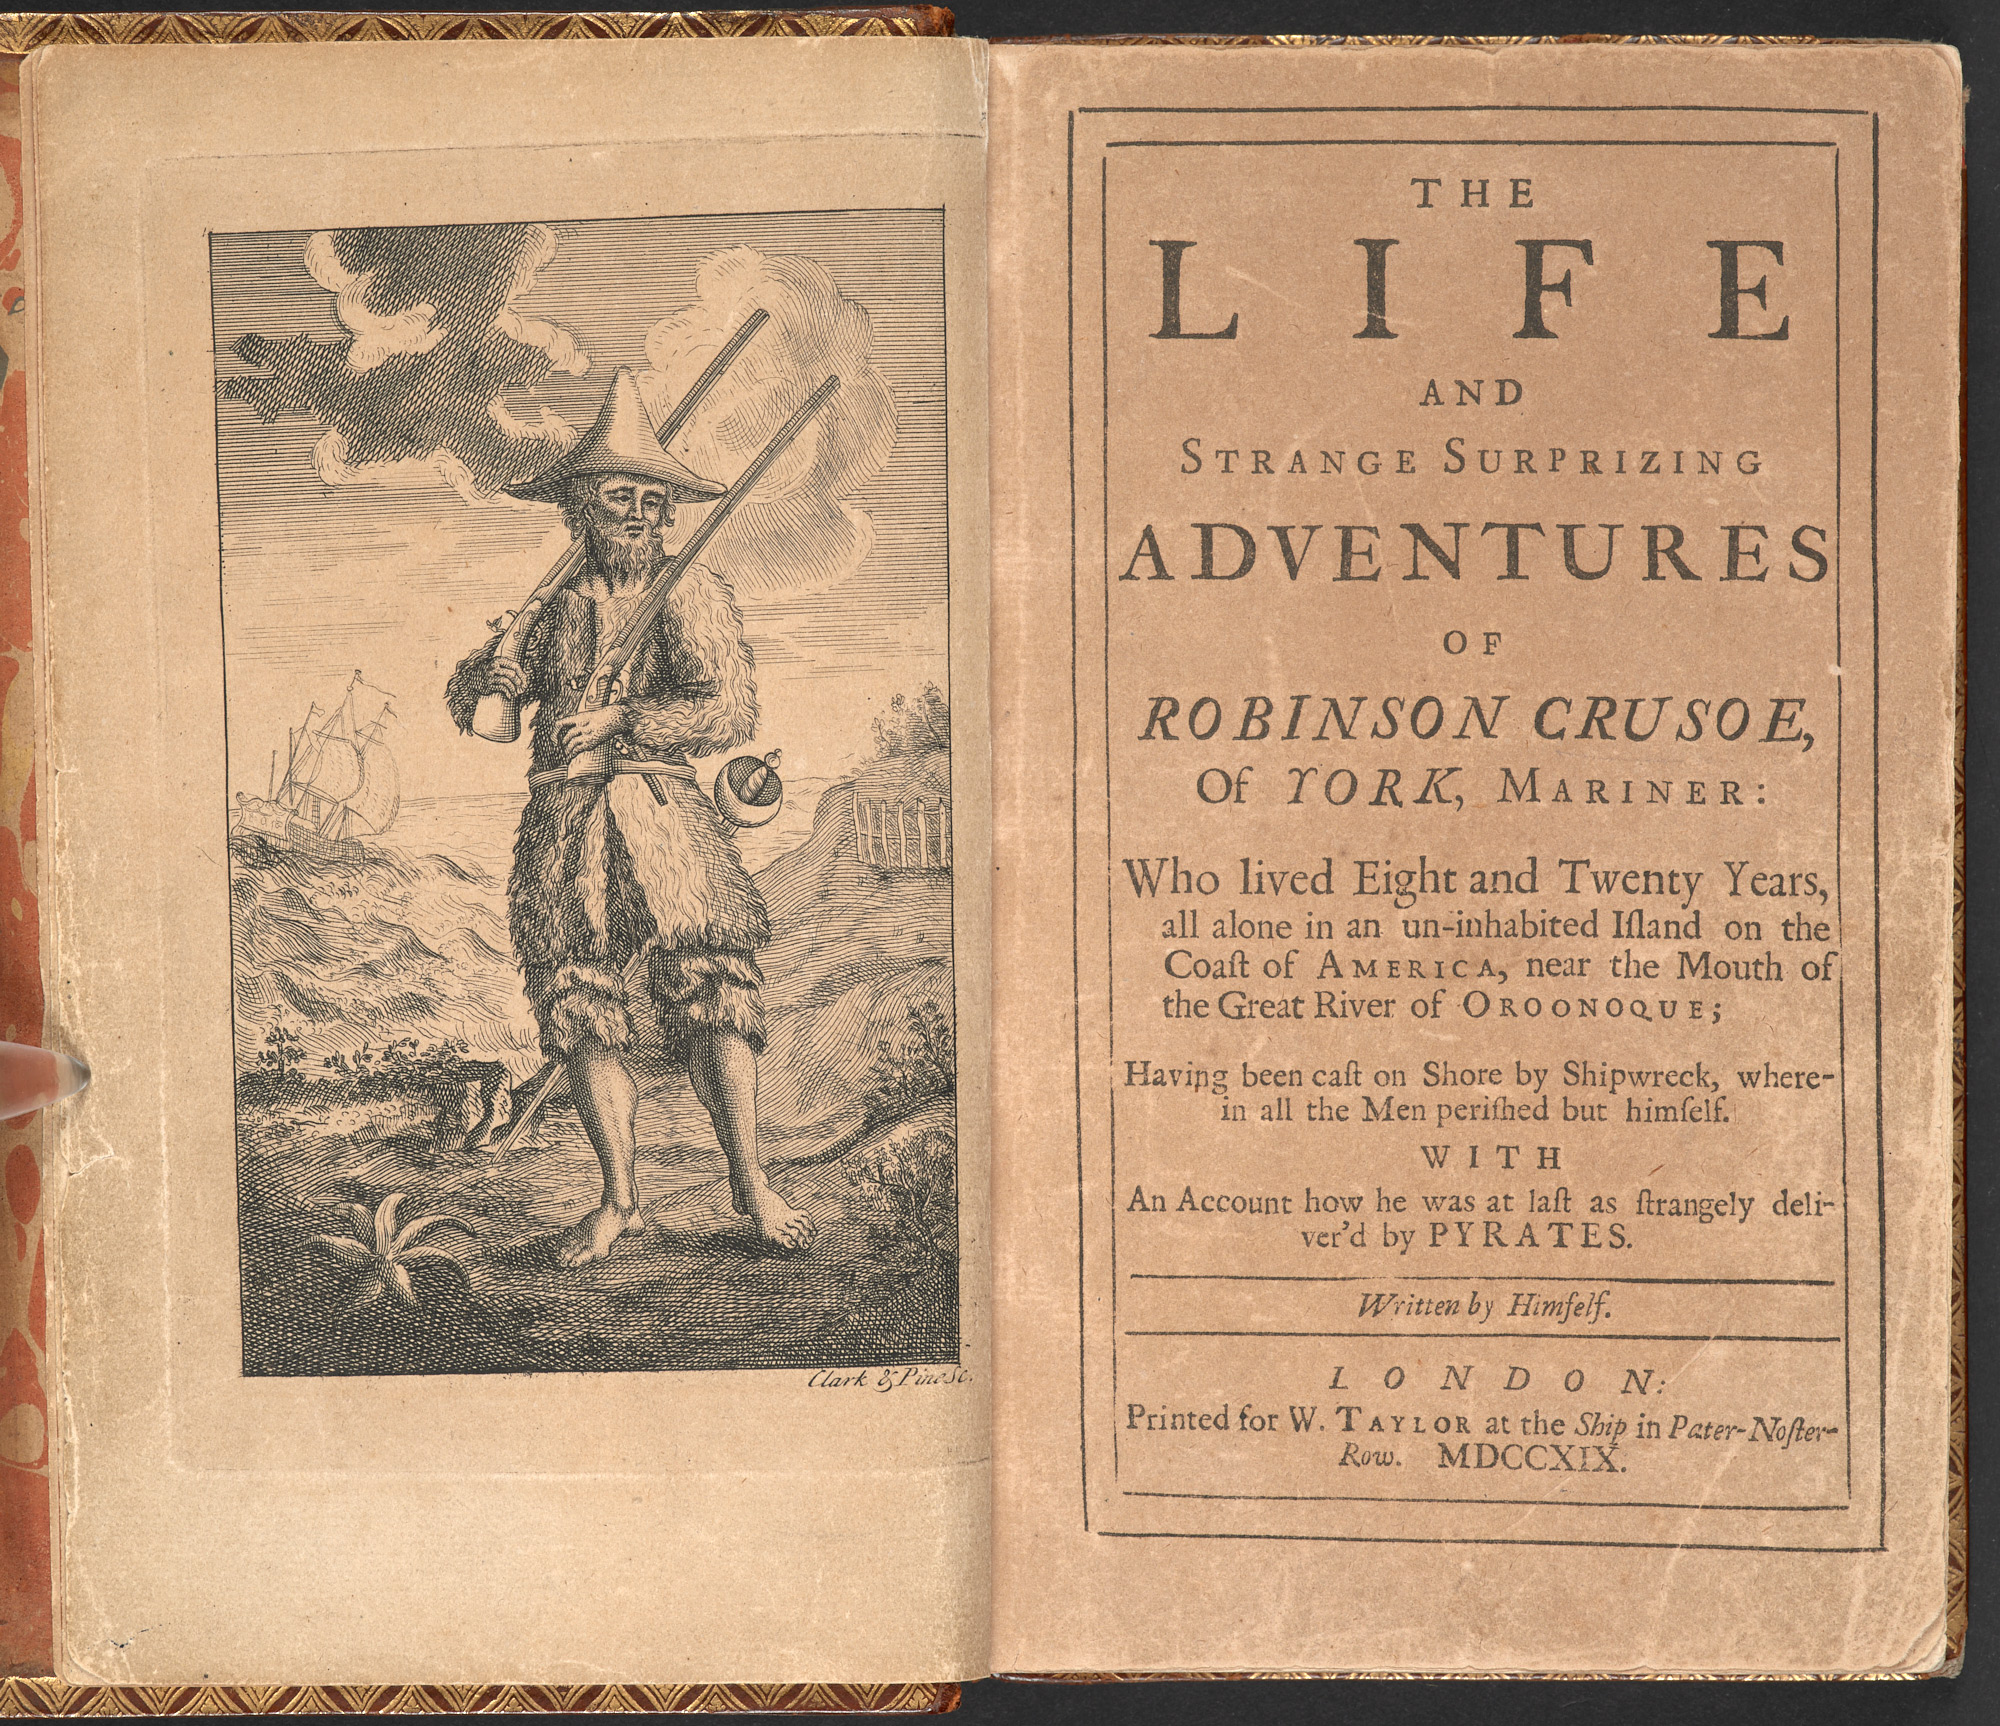 Clark & Pine Sc.
THE
LIFE
AND
STRANGE SURPRIZING
ADVENTURES
OF
ROBINSON CRUSOE,
Of YORK, MARINER:
Who lived Eight and Twenty Years,
all alone in an un-inhabited Iſland on the
Coaſt of AMERICA, near the Mouth of
the Great River of OROONOQUE;
Having been caſt on Shore by Shipwreck, where-
in all the Men periſhed but himſelf.
WITH
An Account how he was at laſt as ſtrangely deli-
ver'd by PYRATES.
Written by Himſelf.
LONDON:
Printed for W. TAYLOR at the Ship in Pater-Noſter-
Row. MDCCXIX.